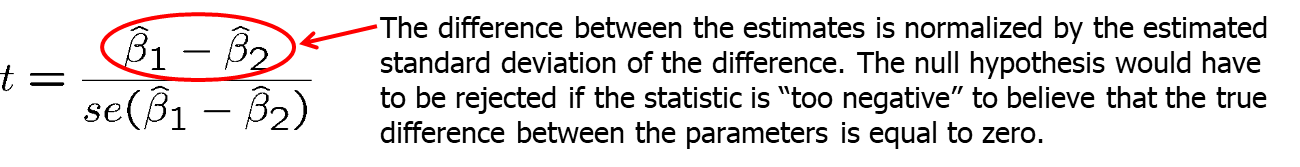 t = (β̂1 − β̂2) / se(β̂1 − β̂2)
The difference between the estimates is normalized by the estimated
standard deviation of the difference. The null hypothesis would have
to be rejected if the statistic is “too negative” to believe that the true
difference between the parameters is equal to zero.